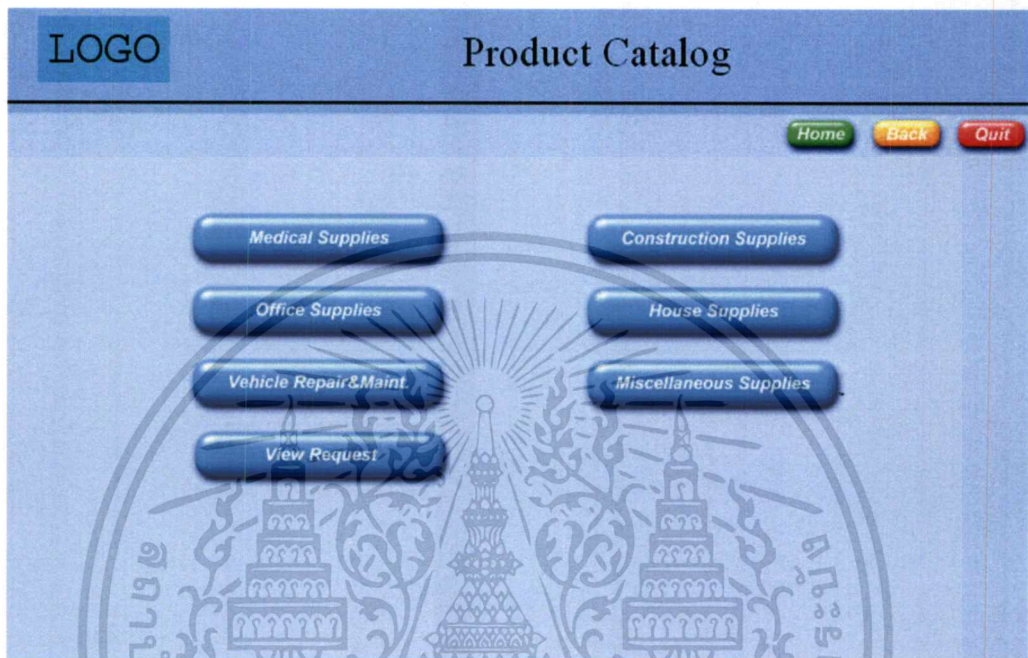 LOGO
Product Catalog
Home Back Quit
Medical Supplies
Construction Supplies
Office Supplies
House Supplies
Vehicle Repair&Maint.
Miscellaneous Supplies
View Request